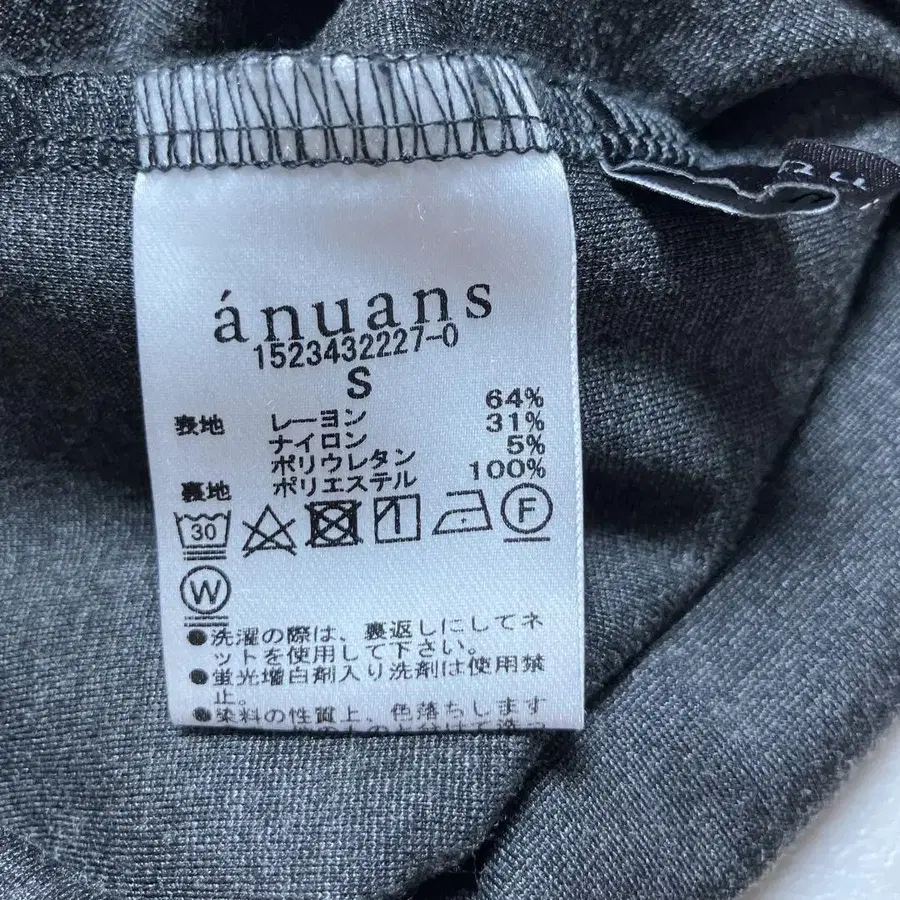 ánuans
1523432227-0
S
表地 レーヨン 64%
ナイロン 31%
ポリウレタン 5%
裏地 ポリエステル 100%
30
F
W
●洗濯の際は、裏返しにしてネ
ットを使用して下さい。
●蛍光増白剤入り洗剤は使用禁
止。
●染料の性質上、色落ちします